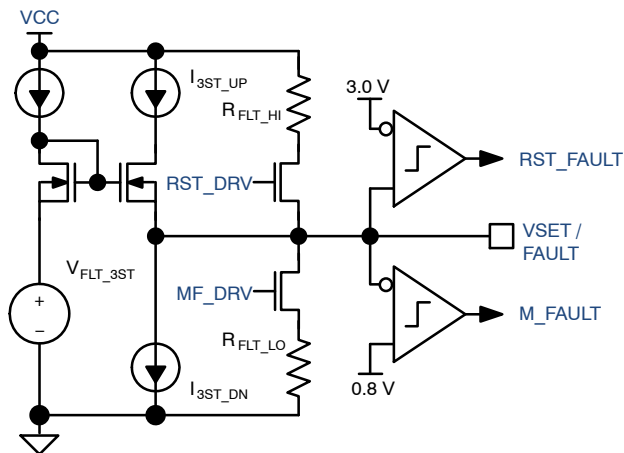 VCC
I3ST_UP
RFLT_HI
3.0 V
RST_FAULT
RST_DRV
VSET /
FAULT
VFLT_3ST
+
−
MF_DRV
M_FAULT
RFLT_LO
I3ST_DN
0.8 V